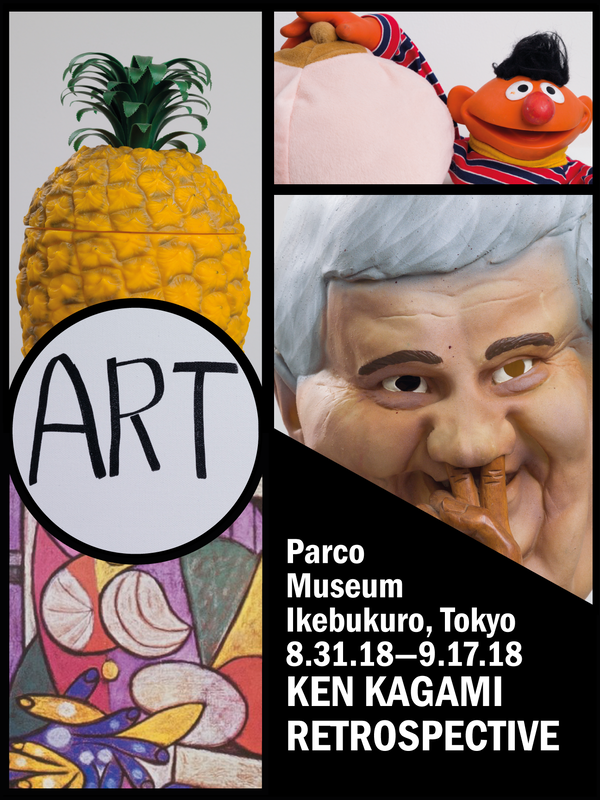 ART
Parco
Museum
Ikebukuro, Tokyo
8.31.18—9.17.18
KEN KAGAMI
RETROSPECTIVE